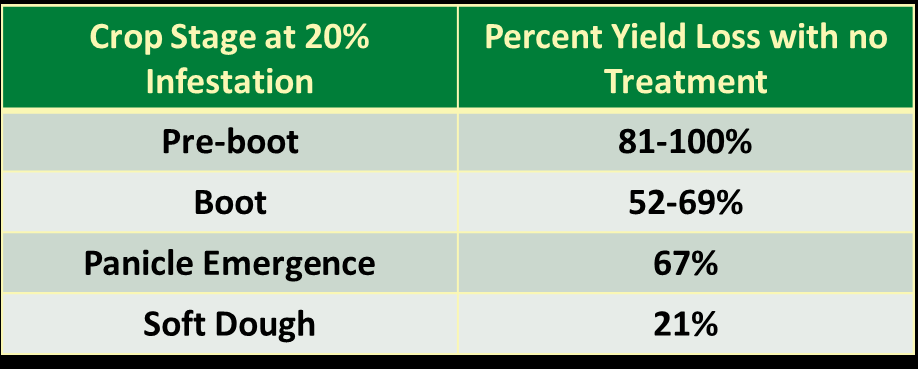 Crop Stage at 20% Infestation
Percent Yield Loss with no Treatment
Pre-boot
81-100%
Boot
52-69%
Panicle Emergence
67%
Soft Dough
21%